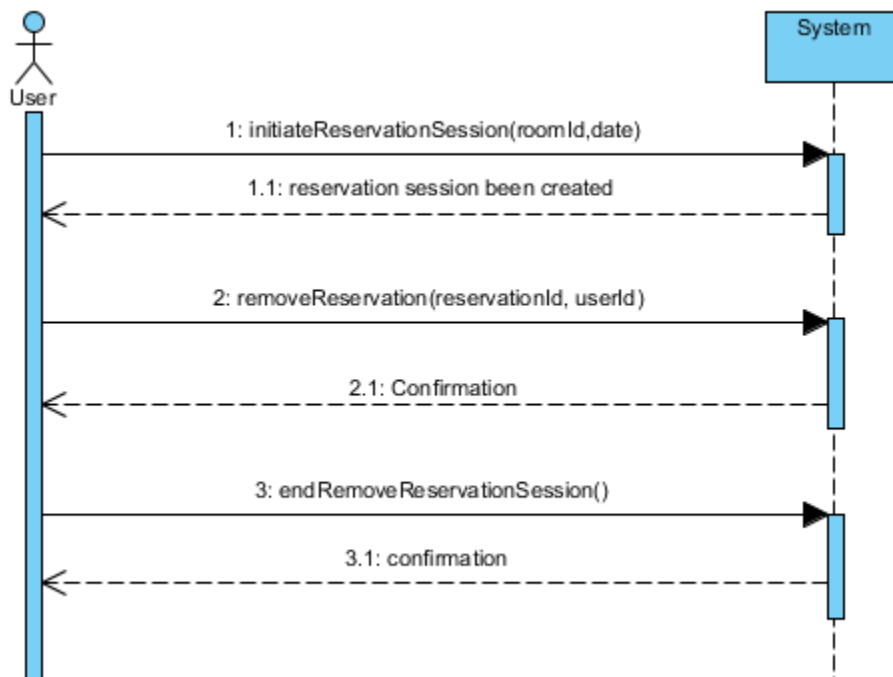 System
User
1: initiateReservationSession(roomId,date)
1.1: reservation session been created
2: removeReservation(reservationId, userId)
2.1: Confirmation
3: endRemoveReservationSession()
3.1: confirmation